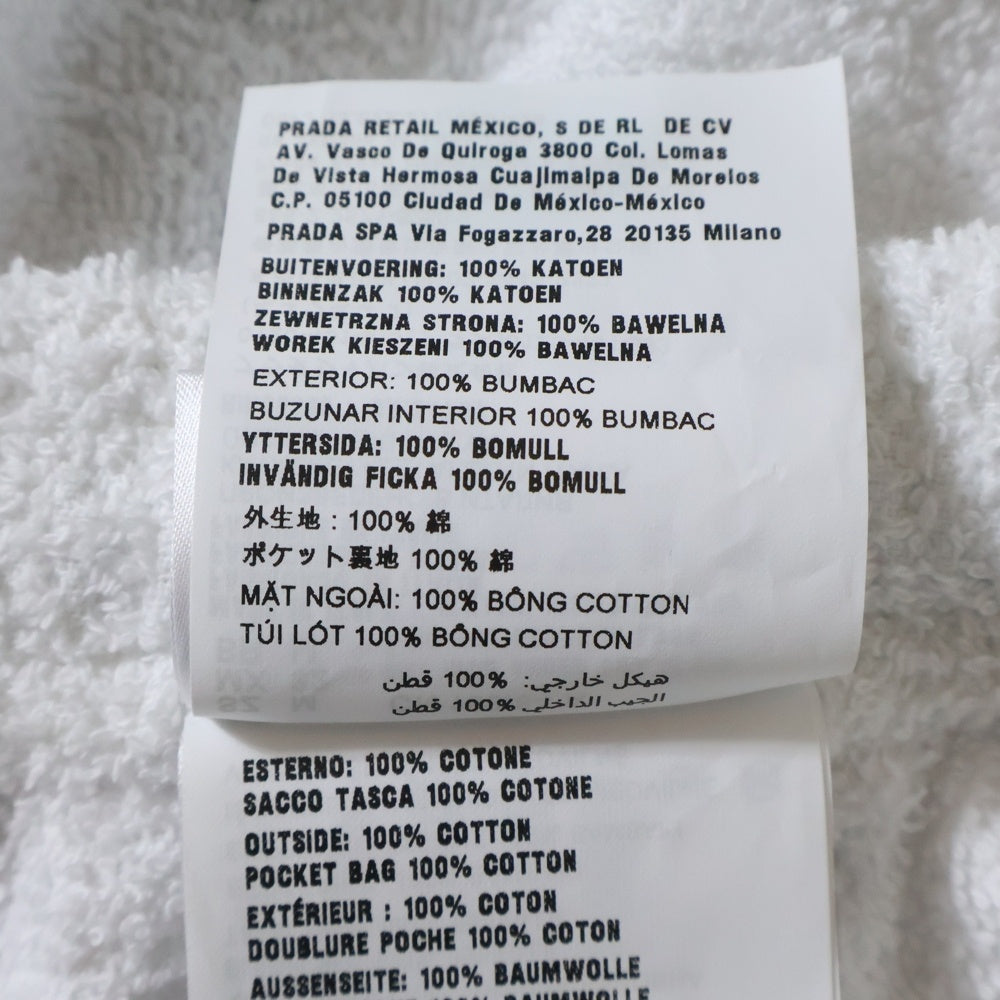 PRADA RETAIL MÉXICO, S DE RL DE CV
AV. Vasco De Quiroga 3800 Col. Lomas
De Vista Hermosa Cuajimalpa De Morelos
C.P. 05100 Ciudad De México-México
PRADA SPA Via Fogazzaro,28 20135 Milano
BUITENVOERING: 100% KATOEN
BINNENZAK 100% KATOEN
ZEWNETRZNA STRONA: 100% BAWELNA
WOREK KIESZENI 100% BAWELNA
EXTERIOR: 100% BUMBAC
BUZUNAR INTERIOR 100% BUMBAC
YTTERSIDA: 100% BOMULL
INVÄNDIG FICKA 100% BOMULL
外生地 : 100% 綿
ポケット裏地 100% 綿
MẶT NGOÀI: 100% BÔNG COTTON
TÚI LÓT 100% BÔNG COTTON
هيكل خارجي: 100% قطن
الجيب الداخلي 100% قطن
ESTERNO: 100% COTONE
SACCO TASCA 100% COTONE
OUTSIDE: 100% COTTON
POCKET BAG 100% COTTON
EXTÉRIEUR : 100% COTON
DOUBLURE POCHE 100% COTON
AUSSENSEITE: 100% BAUMWOLLE
100% BAUMWOLLE